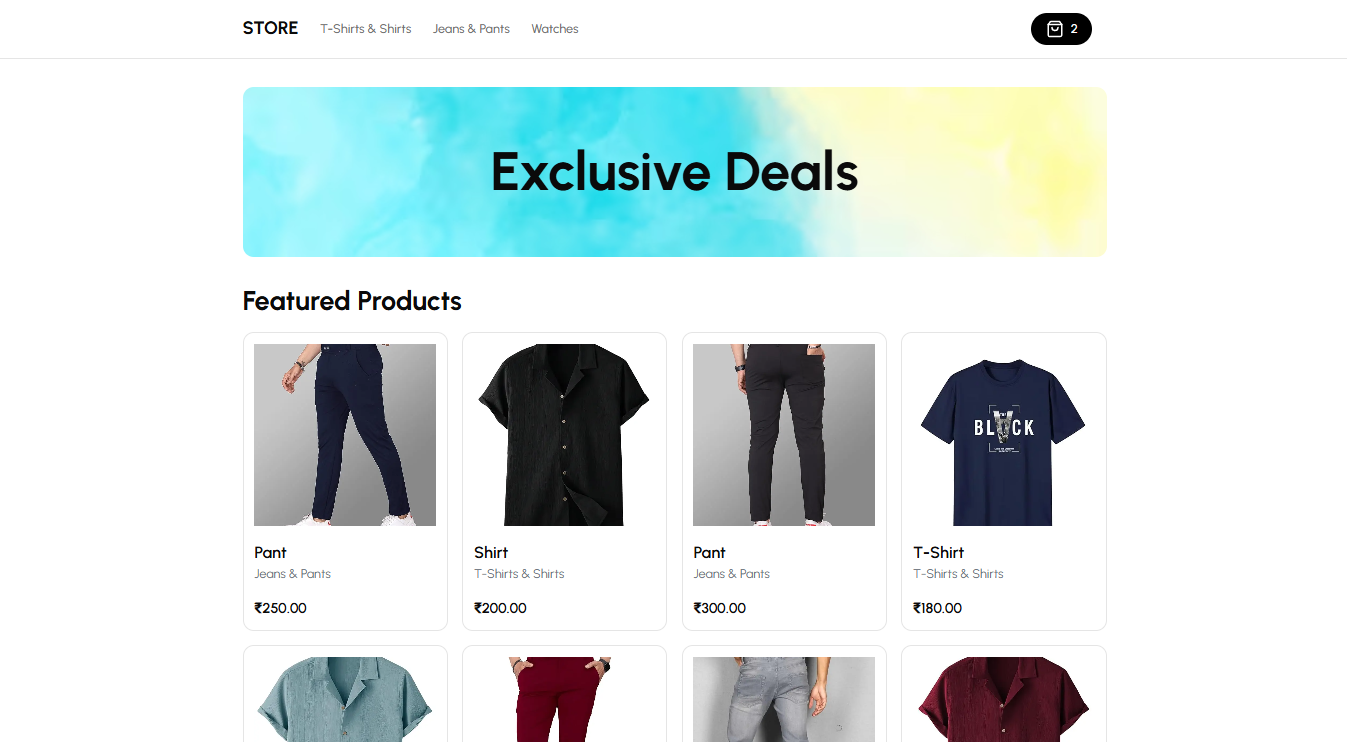 STORE T-Shirts & Shirts Jeans & Pants Watches 2
Exclusive Deals
Featured Products
BLVCK
Pant Shirt Pant T-Shirt
Jeans & Pants T-Shirts & Shirts Jeans & Pants T-Shirts & Shirts
₹250.00 ₹200.00 ₹300.00 ₹180.00